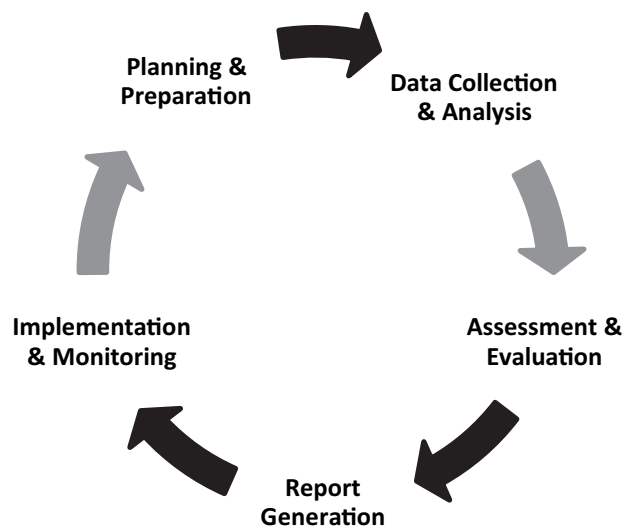 Planning &
Preparation
Data Collection
& Analysis
Assessment &
Evaluation
Report
Generation
Implementation
& Monitoring